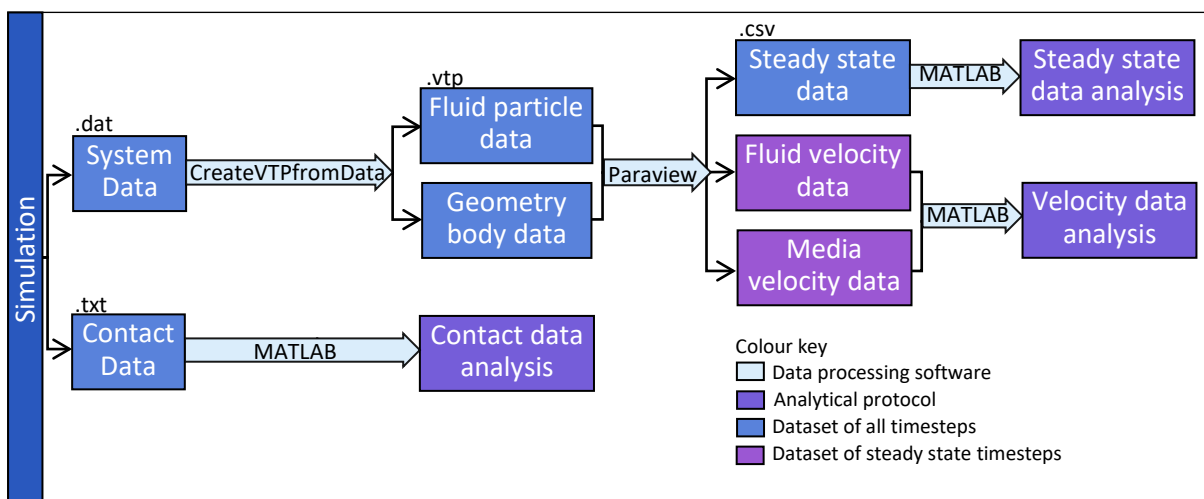 Simulation
.dat
System
Data
CreateVTPfromData
.vtp
Fluid particle
data
Geometry
body data
Paraview
.csv
Steady state
data
MATLAB
Steady state
data analysis
Fluid velocity
data
Media
velocity data
MATLAB
Velocity data
analysis
.txt
Contact
Data
MATLAB
Contact data
analysis
Colour key
Data processing software
Analytical protocol
Dataset of all timesteps
Dataset of steady state timesteps